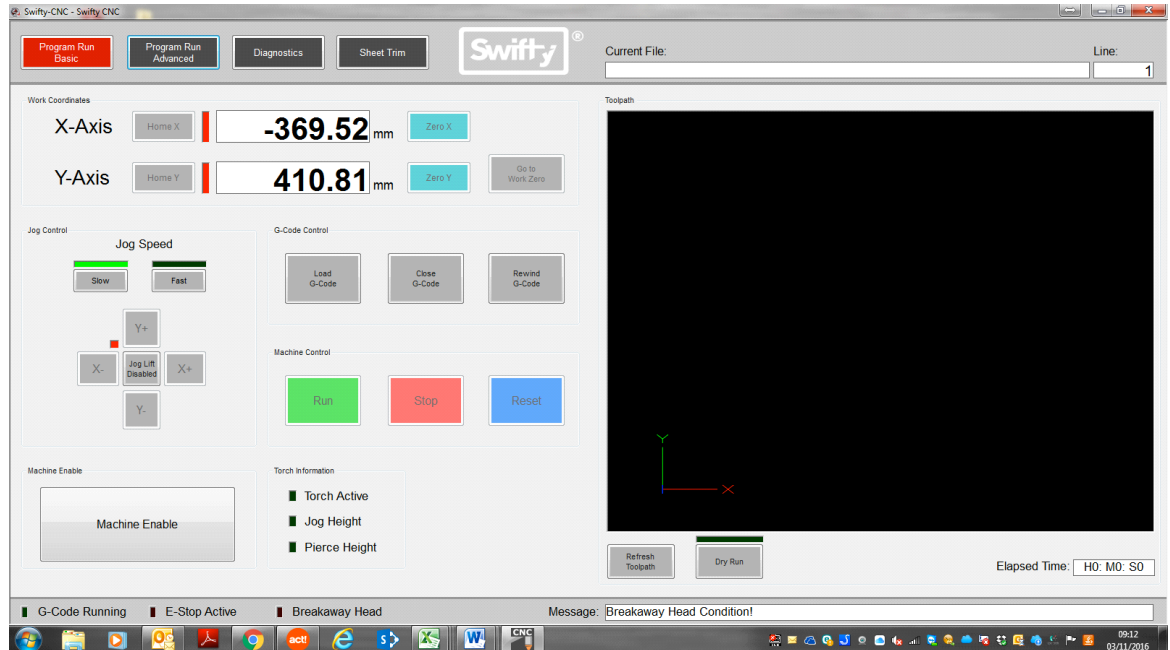 Swifty-CNC - Swifty CNC
Program Run
Basic
Program Run
Advanced
Diagnostics
Sheet Trim
Swifty®
Current File:
Line:
1
Work Coordinates
X-Axis
Home X
-369.52 mm
Zero X
Y-Axis
Home Y
410.81 mm
Zero Y
Go to
Work Zero
Toolpath
Jog Control
Jog Speed
Slow
Fast
Y+
X-
Jog Lift
Disabled
X+
Y-
G-Code Control
Load
G-Code
Close
G-Code
Rewind
G-Code
Machine Control
Run
Stop
Reset
Machine Enable
Machine Enable
Torch Information
Torch Active
Jog Height
Pierce Height
Y
X
Refresh
Toolpath
Dry Run
Elapsed Time: H0: M0: S0
G-Code Running
E-Stop Active
Breakaway Head
Message: Breakaway Head Condition!
act!
CNC
09:12
03/11/2016